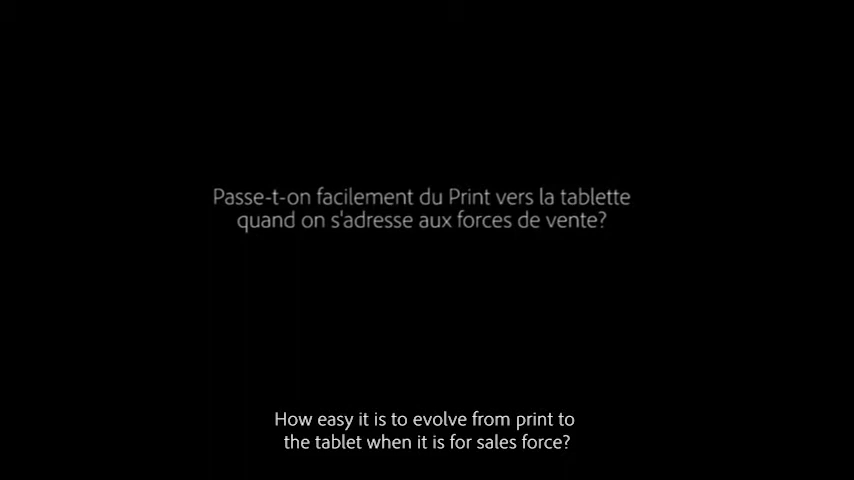 Passe-t-on facilement du Print vers la tablette
quand on s'adresse aux forces de vente?
How easy it is to evolve from print to
the tablet when it is for sales force?